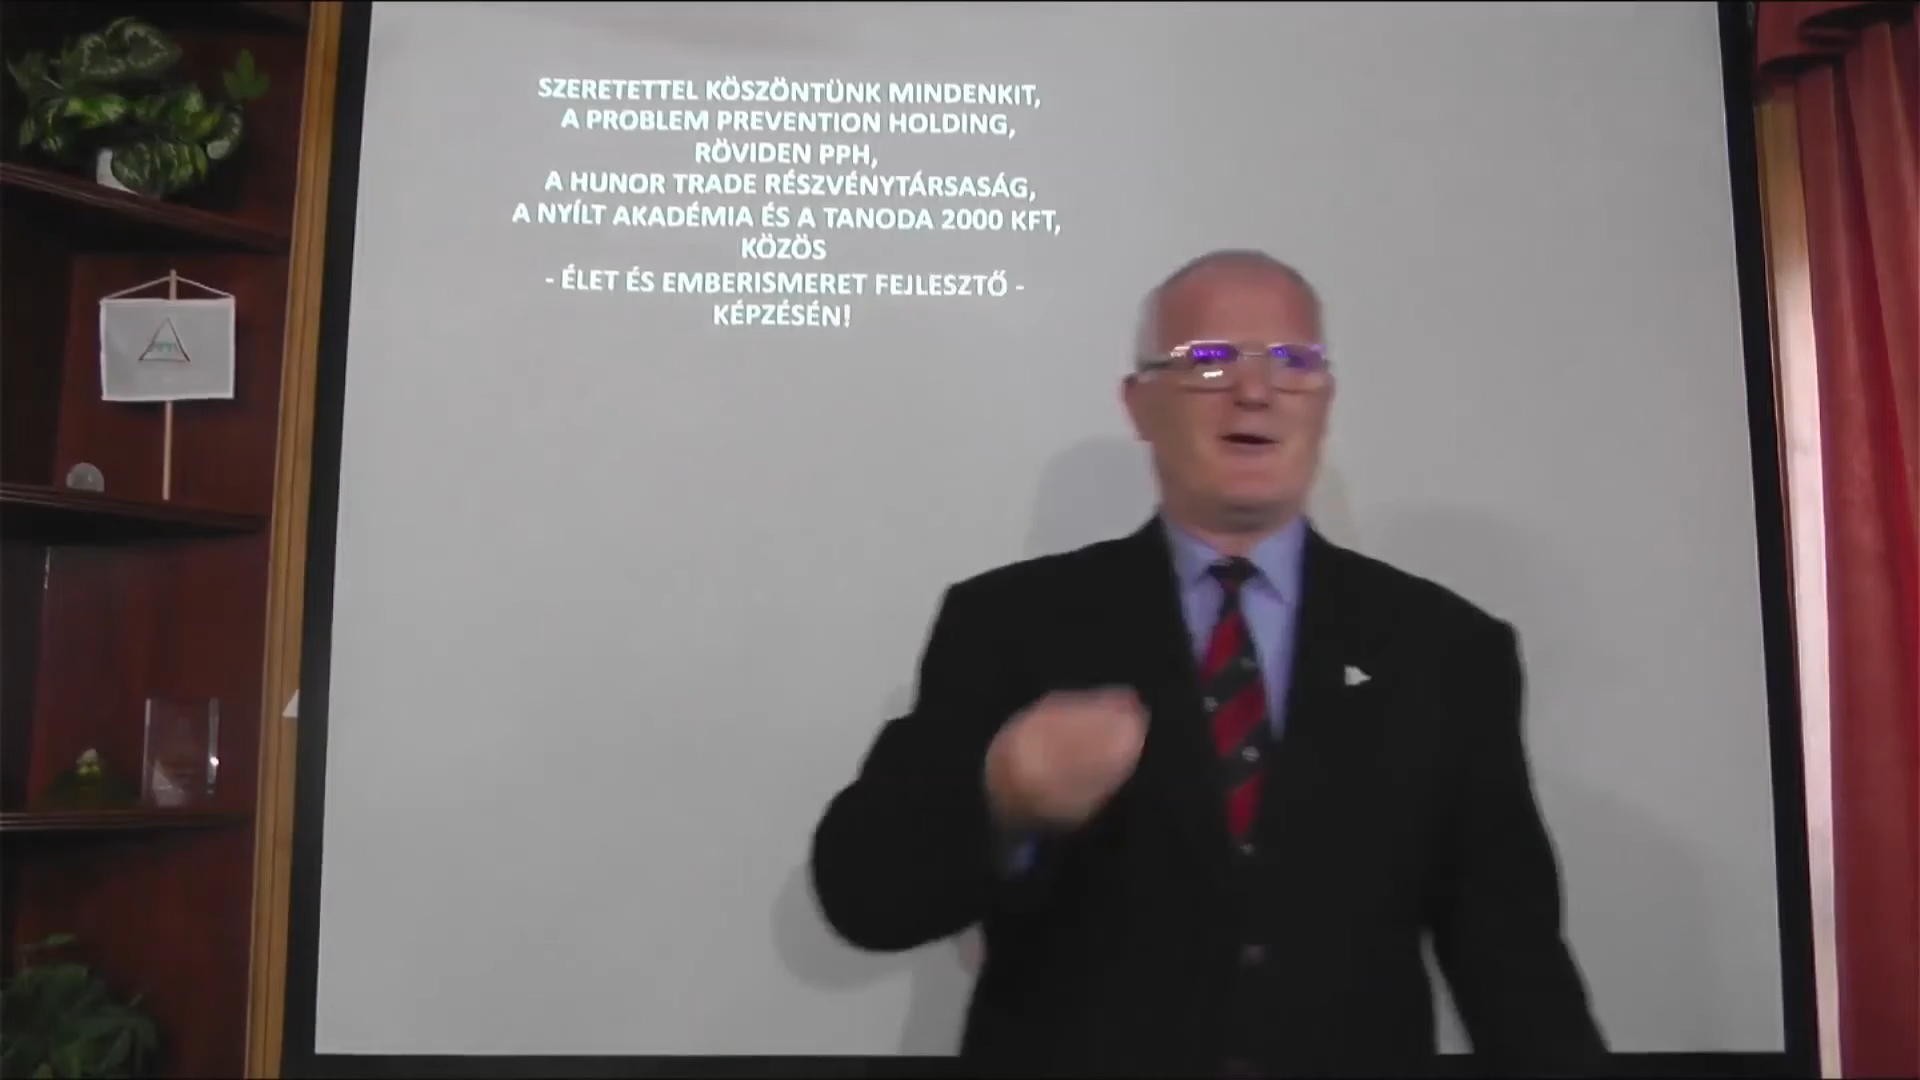 SZERETETTEL KÖSZÖNTÜNK MINDENKIT,
A PROBLEM PREVENTION HOLDING,
RÖVIDEN PPH,
A HUNOR TRADE RÉSZVÉNYTÁRSASÁG,
A NYÍLT AKADÉMIA ÉS A TANODA 2000 KFT,
KÖZÖS
- ÉLET ÉS EMBERISMERET FEJLESZTŐ -
KÉPZÉSÉN!